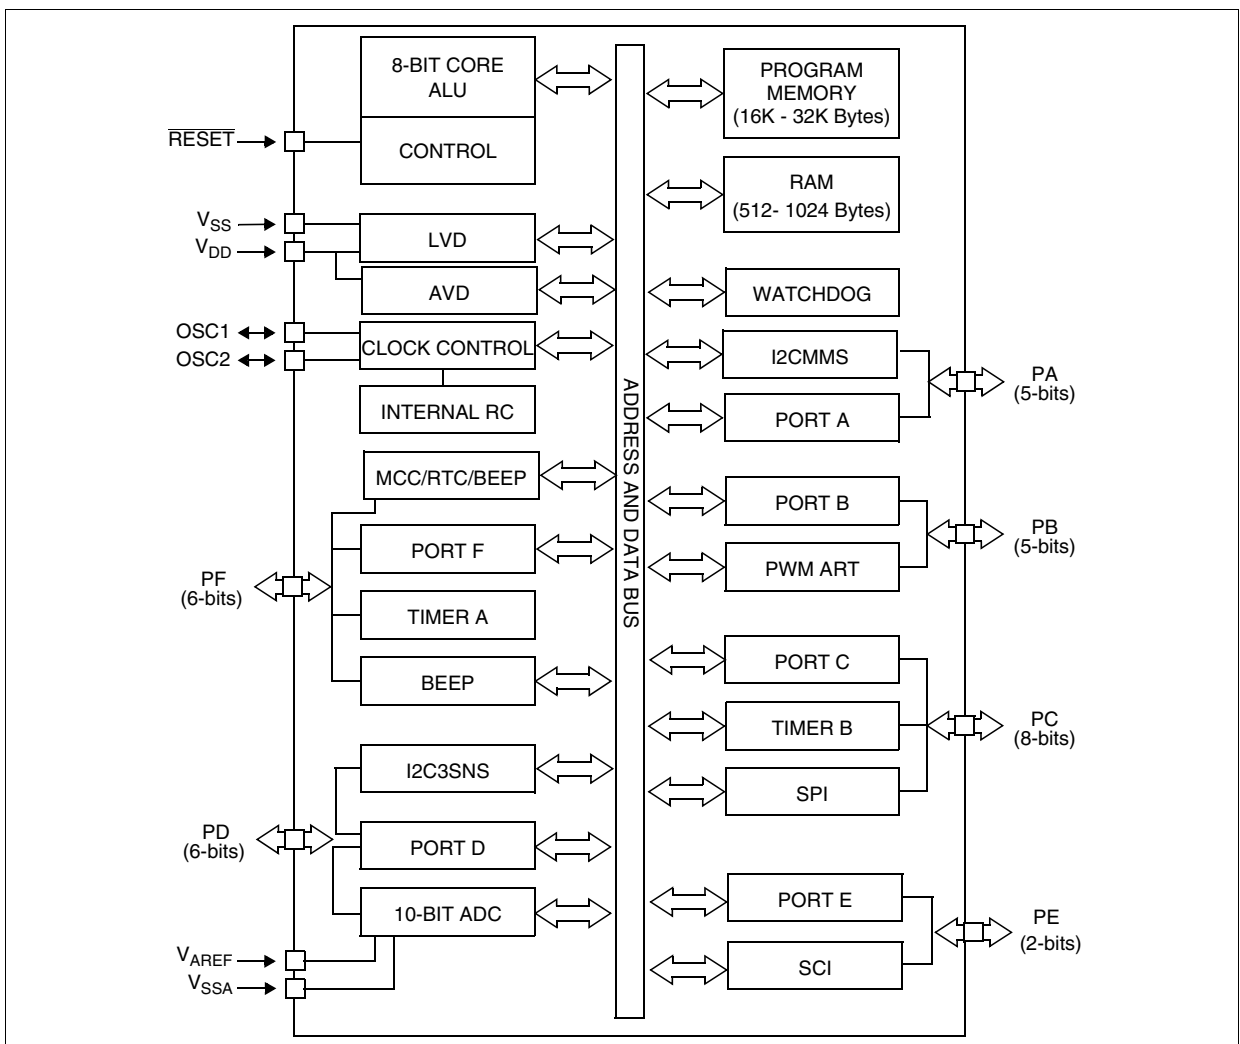 8-BIT CORE
ALU
CONTROL
RESET
VSS
VDD
LVD
AVD
OSC1
OSC2
CLOCK CONTROL
INTERNAL RC
MCC/RTC/BEEP
PORT F
TIMER A
BEEP
PF
(6-bits)
I2C3SNS
PORT D
10-BIT ADC
PD
(6-bits)
VAREF
VSSA
ADDRESS AND DATA BUS
PROGRAM
MEMORY
(16K - 32K Bytes)
RAM
(512- 1024 Bytes)
WATCHDOG
I2CMMS
PORT A
PA
(5-bits)
PORT B
PWM ART
PB
(5-bits)
PORT C
TIMER B
SPI
PC
(8-bits)
PORT E
SCI
PE
(2-bits)